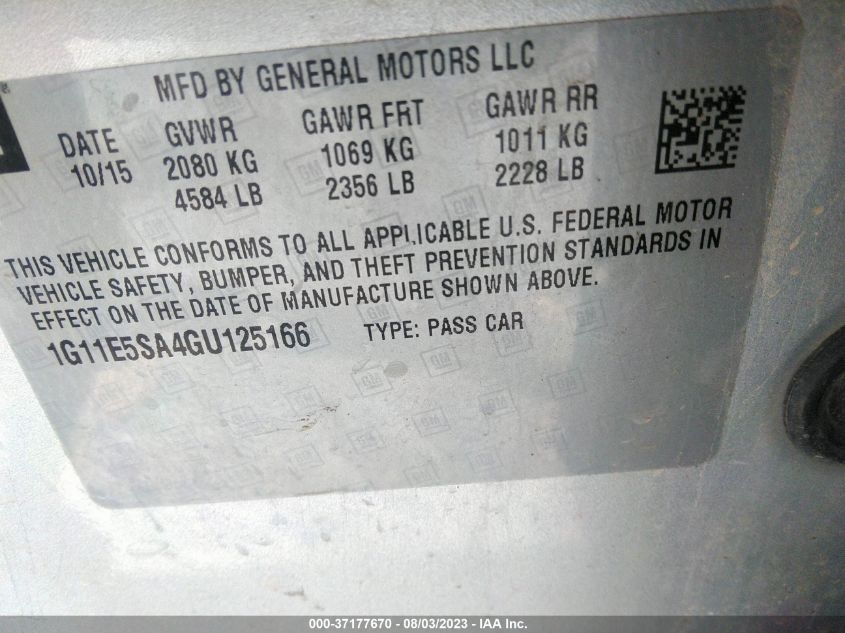 MFD BY GENERAL MOTORS LLC
DATE GVWR GAWR FRT GAWR RR
10/15 2080 KG 1069 KG 1011 KG
4584 LB 2356 LB 2228 LB
THIS VEHICLE CONFORMS TO ALL APPLICABLE U.S. FEDERAL MOTOR
VEHICLE SAFETY, BUMPER, AND THEFT PREVENTION STANDARDS IN
EFFECT ON THE DATE OF MANUFACTURE SHOWN ABOVE.
1G11E5SA4GU125166 TYPE: PASS CAR
000-37177670 - 08/03/2023 - IAA Inc.